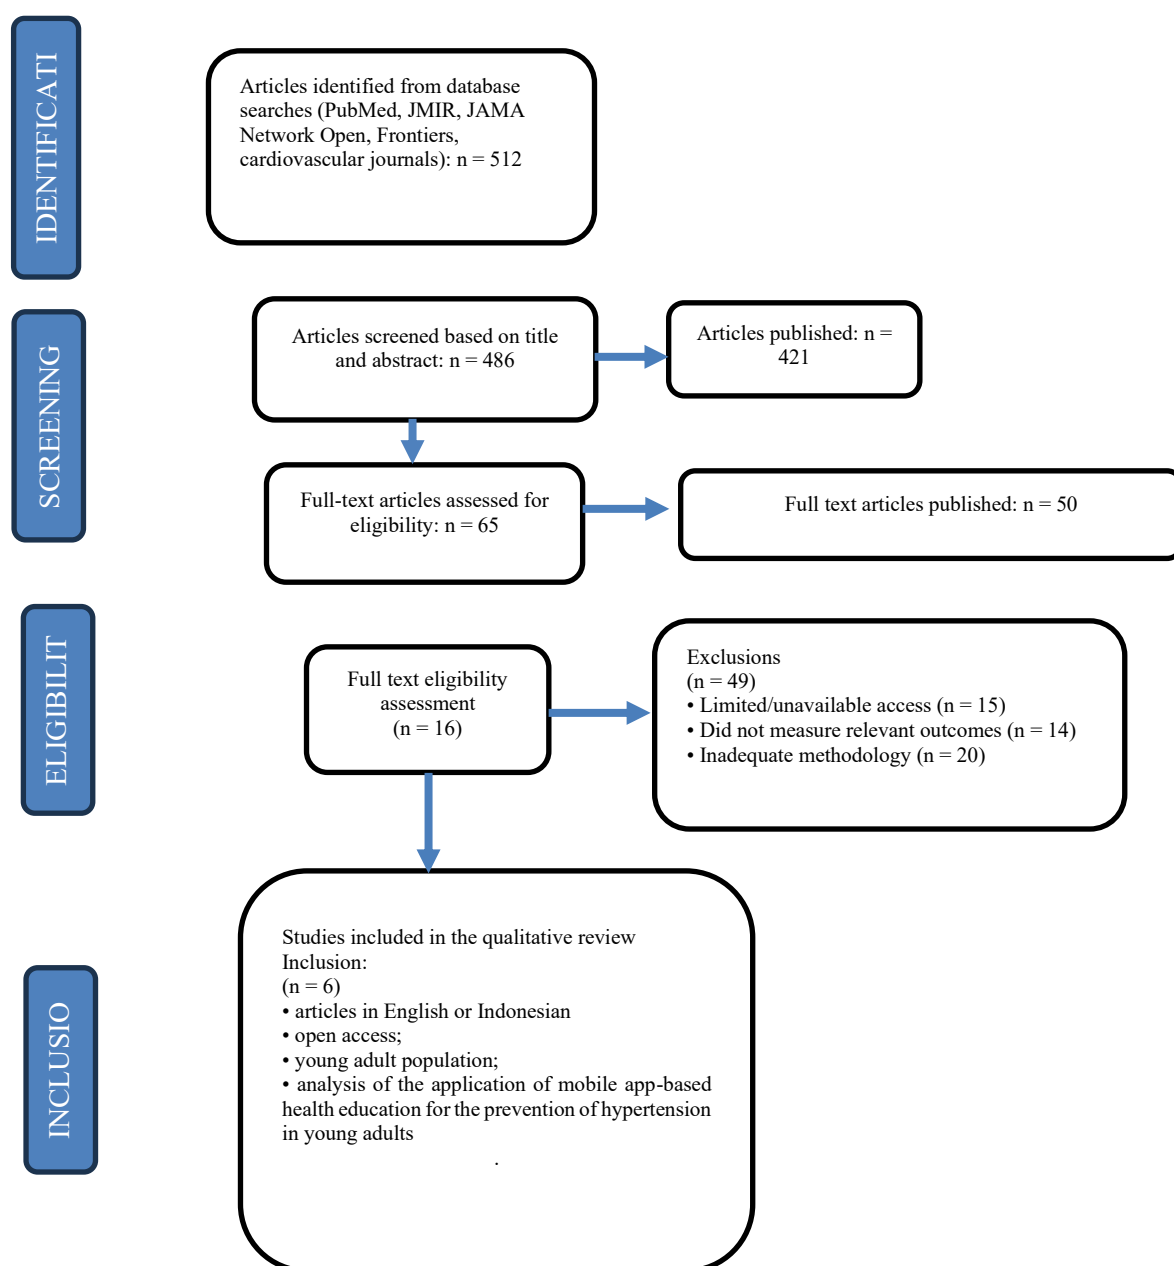 IDENTIFICATI
Articles identified from database
searches (PubMed, JMIR, JAMA
Network Open, Frontiers,
cardiovascular journals): n = 512
SCREENING
Articles screened based on title
and abstract: n = 486
Articles published: n =
421
Full-text articles assessed for
eligibility: n = 65
Full text articles published: n = 50
ELIGIBILIT
Full text eligibility
assessment
(n = 16)
Exclusions
(n = 49)
• Limited/unavailable access (n = 15)
• Did not measure relevant outcomes (n = 14)
• Inadequate methodology (n = 20)
INCLUSIO
Studies included in the qualitative review
Inclusion:
(n = 6)
• articles in English or Indonesian
• open access;
• young adult population;
• analysis of the application of mobile app-based
health education for the prevention of hypertension
in young adults
.